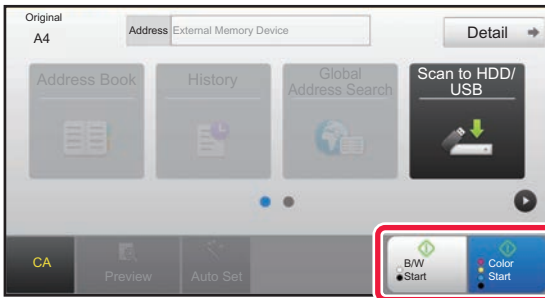 Original
A4
Address External Memory Device
Detail
Address Book
History
Global
Address Search
Scan to HDD/
USB
CA
Preview
Auto Set
B/W
Start
Color
Start